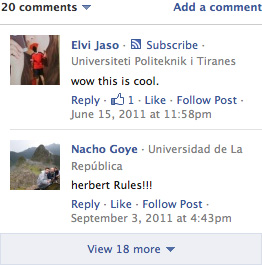 20 comments Add a comment
Elvi Jaso · Subscribe ·
Universiteti Politeknik i Tiranes
wow this is cool.
Reply · 1 · Like · Follow Post ·
June 15, 2011 at 11:58pm
Nacho Goye · Universidad de La
República
herbert Rules!!!
Reply · Like · Follow Post ·
September 3, 2011 at 4:43pm
View 18 more